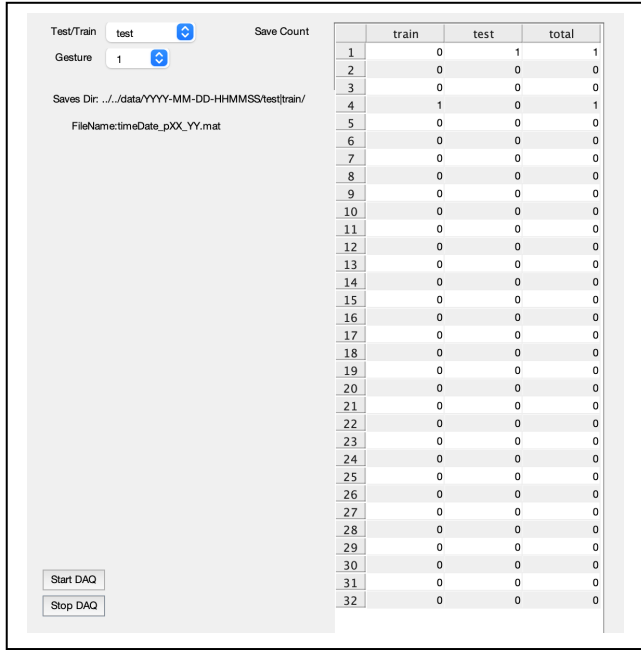 Test/Train test Save Count
Gesture 1
Saves Dir: ../../data/YYYY-MM-DD-HHMMSS/test|train/
FileName:timeDate_pXX_YY.mat
Start DAQ
Stop DAQ
train test total
1 0 1 1
2 0 0 0
3 0 0 0
4 1 0 1
5 0 0 0
6 0 0 0
7 0 0 0
8 0 0 0
9 0 0 0
10 0 0 0
11 0 0 0
12 0 0 0
13 0 0 0
14 0 0 0
15 0 0 0
16 0 0 0
17 0 0 0
18 0 0 0
19 0 0 0
20 0 0 0
21 0 0 0
22 0 0 0
23 0 0 0
24 0 0 0
25 0 0 0
26 0 0 0
27 0 0 0
28 0 0 0
29 0 0 0
30 0 0 0
31 0 0 0
32 0 0 0